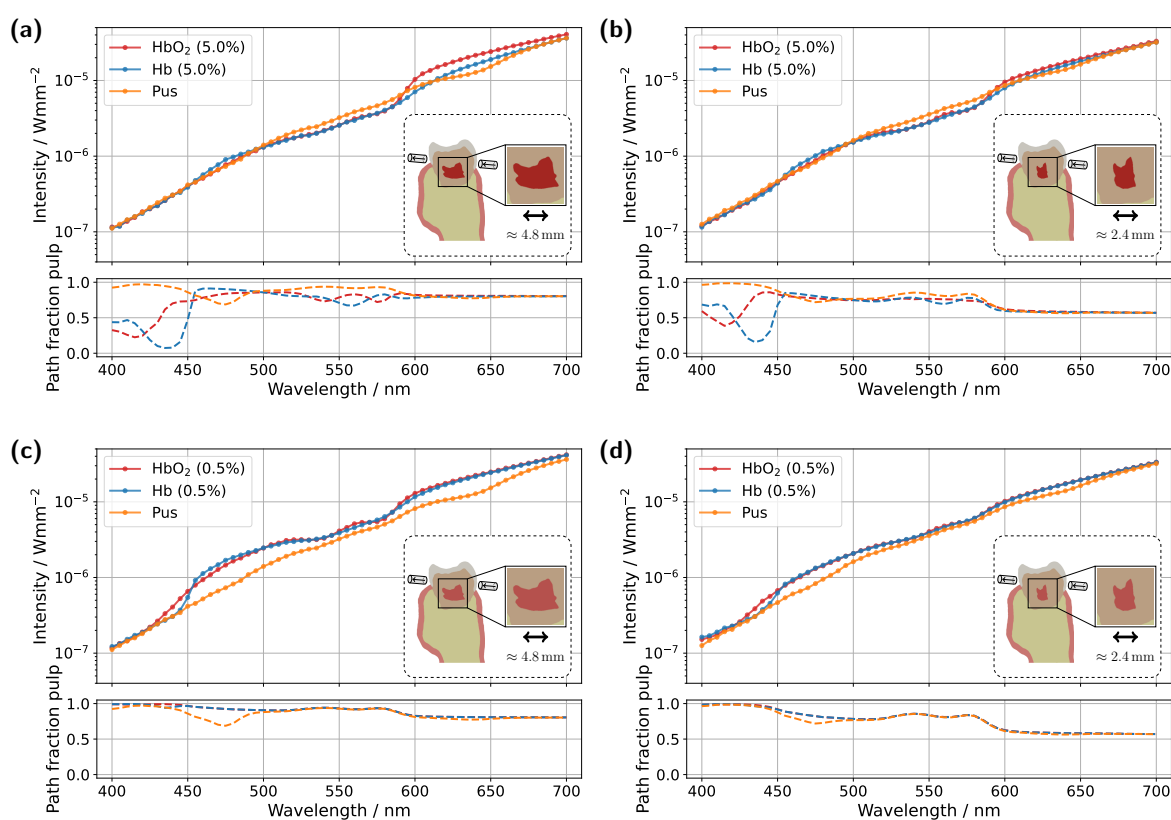 (a)
Intensity / Wmm⁻²
10⁻⁵
10⁻⁶
10⁻⁷
HbO₂ (5.0%)
Hb (5.0%)
Pus
≈ 4.8 mm
Path fraction pulp
1.0
0.5
0.0
400 450 500 550 600 650 700
Wavelength / nm
(b)
Intensity / Wmm⁻²
10⁻⁵
10⁻⁶
10⁻⁷
HbO₂ (5.0%)
Hb (5.0%)
Pus
≈ 2.4 mm
Path fraction pulp
1.0
0.5
0.0
400 450 500 550 600 650 700
Wavelength / nm
(c)
Intensity / Wmm⁻²
10⁻⁵
10⁻⁶
10⁻⁷
HbO₂ (0.5%)
Hb (0.5%)
Pus
≈ 4.8 mm
Path fraction pulp
1.0
0.5
0.0
400 450 500 550 600 650 700
Wavelength / nm
(d)
Intensity / Wmm⁻²
10⁻⁵
10⁻⁶
10⁻⁷
HbO₂ (0.5%)
Hb (0.5%)
Pus
≈ 2.4 mm
Path fraction pulp
1.0
0.5
0.0
400 450 500 550 600 650 700
Wavelength / nm